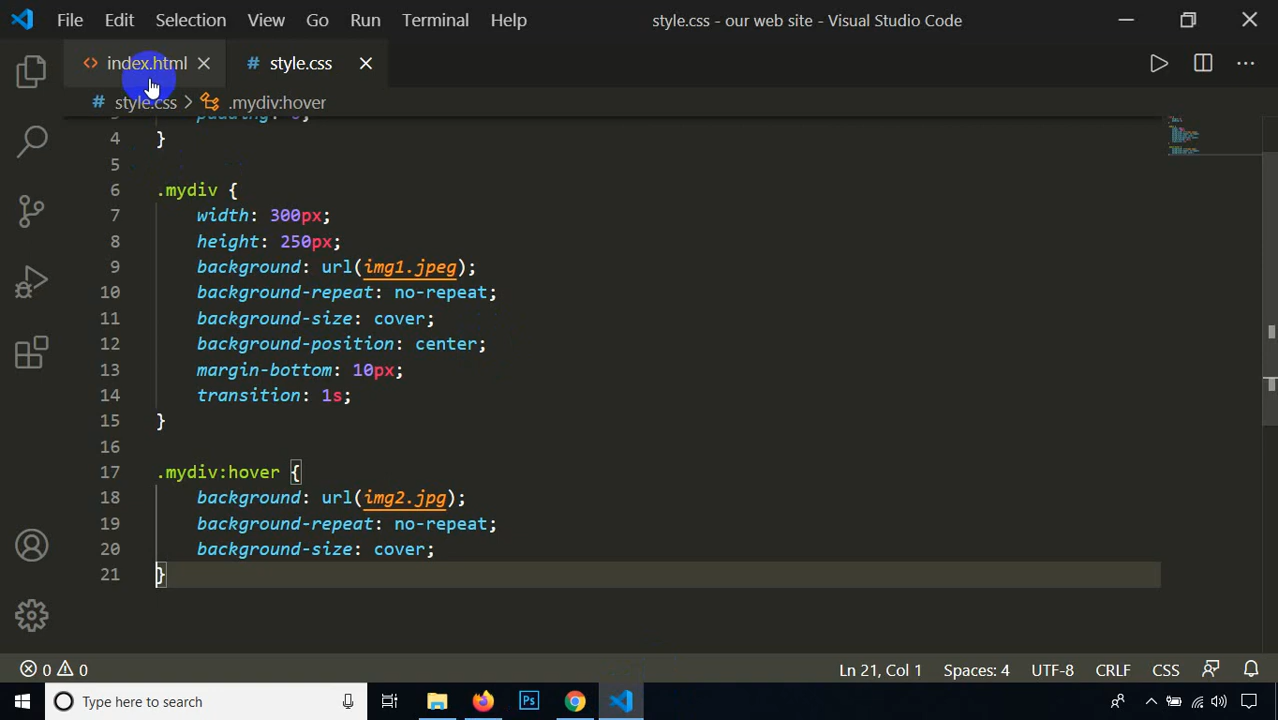 File Edit Selection View Go Run Terminal Help style.css - our web site - Visual Studio Code
<> index.html # style.css
# style.css > .mydiv:hover
4 }
5
6 .mydiv {
7 width: 300px;
8 height: 250px;
9 background: url(img1.jpeg);
10 background-repeat: no-repeat;
11 background-size: cover;
12 background-position: center;
13 margin-bottom: 10px;
14 transition: 1s;
15 }
16
17 .mydiv:hover {
18 background: url(img2.jpg);
19 background-repeat: no-repeat;
20 background-size: cover;
21 }
0 0 Ln 21, Col 1 Spaces: 4 UTF-8 CRLF CSS
Type here to search Ps